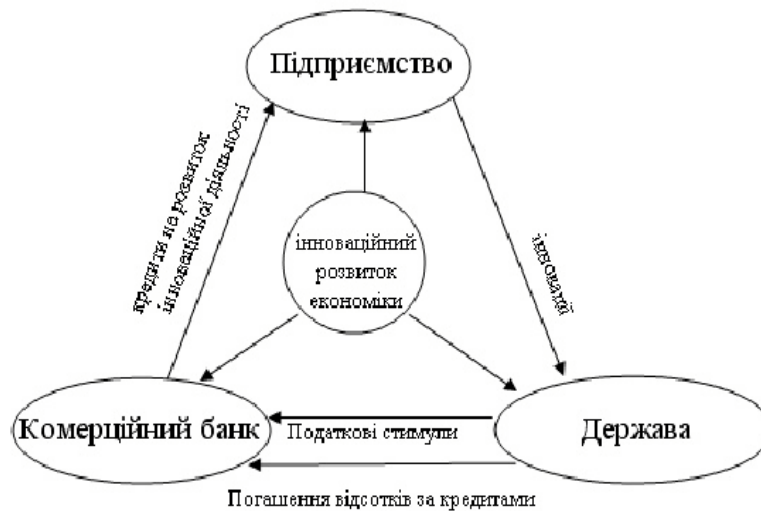 Підприємство
кредити на розвиток
інноваційної діяльності
інноваційний
розвиток
економіки
інновації
Комерційний банк
Податкові стимули
Держава
Погашення відсотків за кредитами